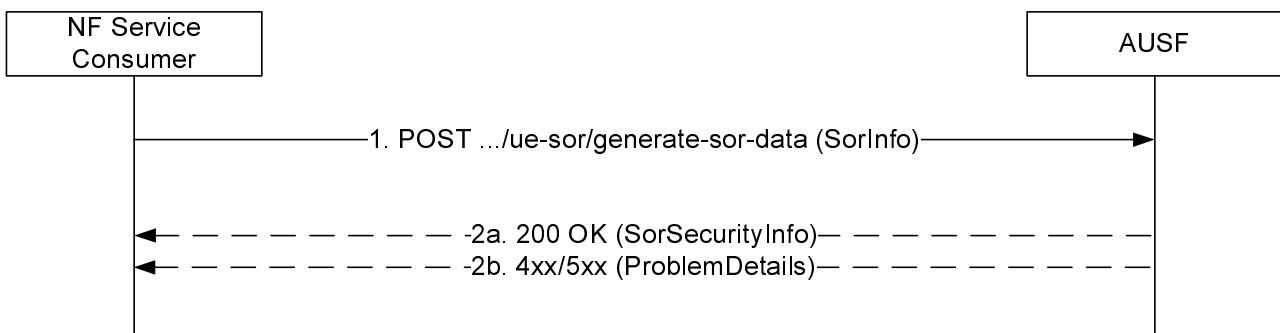 NF Service
Consumer
AUSF
1. POST .../ue-sor/generate-sor-data (SorInfo)
2a. 200 OK (SorSecurityInfo)
2b. 4xx/5xx (ProblemDetails)